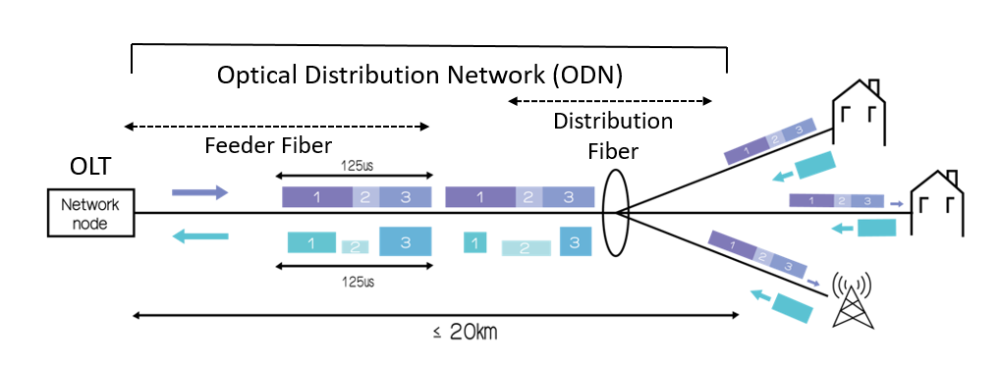 Optical Distribution Network (ODN)
Distribution
Fiber
Feeder Fiber
OLT
Network
node
125us
1 2 3
1 2 3
1 2 3
1 2 3
125us
1 2 3
1 2 3
1 2 3
≤ 20km